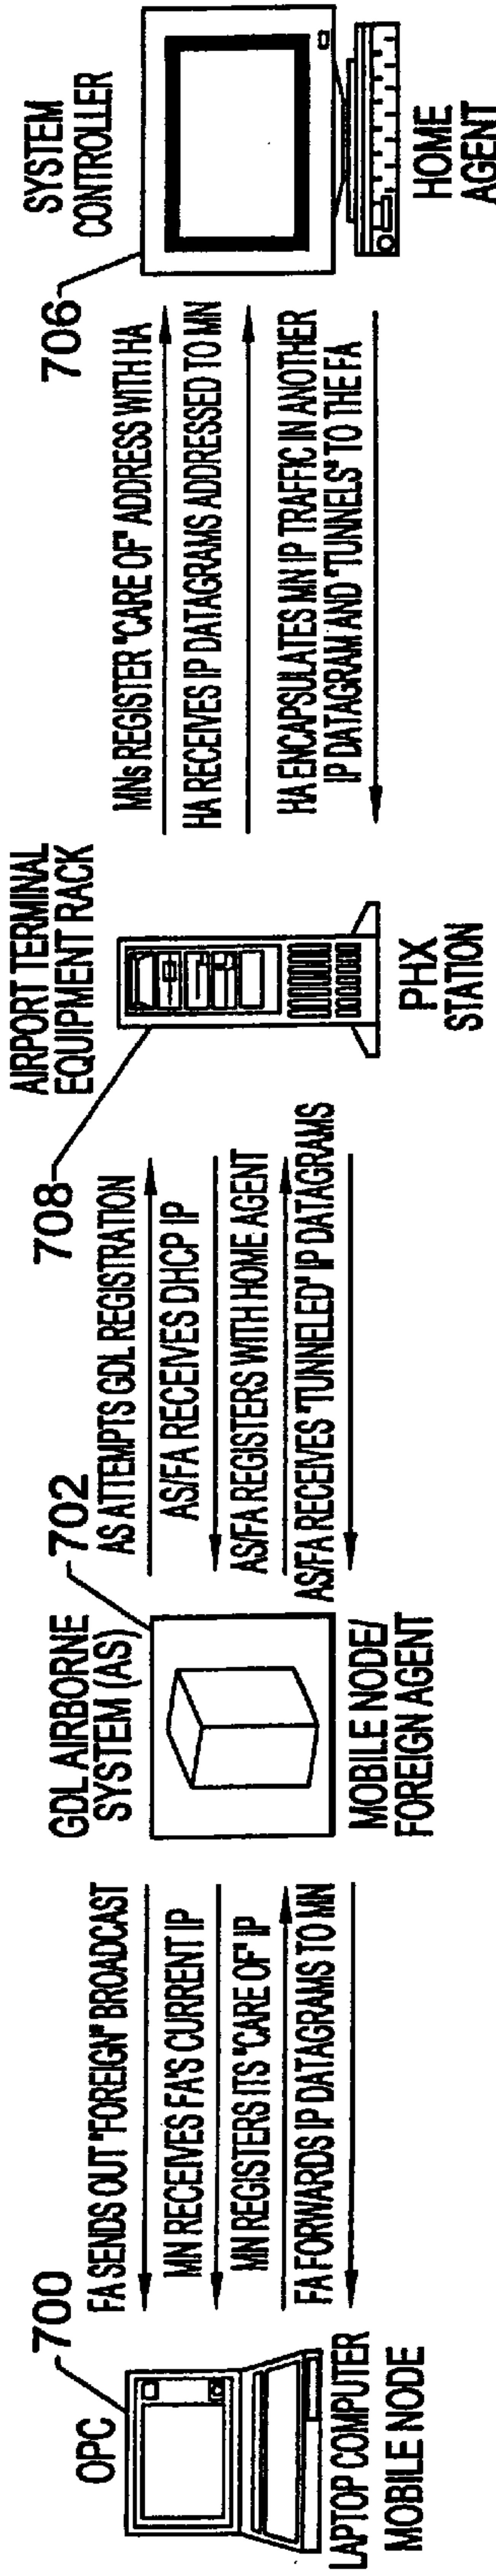 OPC
700
LAPTOP COMPUTER
MOBILE NODE
FA SENDS OUT "FOREIGN" BROADCAST
MN RECEIVES FA'S CURRENT IP
MN REGISTERS ITS "CARE OF" IP
FA FORWARDS IP DATAGRAMS TO MN
GDL AIRBORNE
SYSTEM (AS)
702
MOBILE NODE/
FOREIGN AGENT
AS ATTEMPTS GDL REGISTRATION
AS/FA RECEIVES DHCP IP
AS/FA REGISTERS WITH HOME AGENT
AS/FA RECEIVES "TUNNELED" IP DATAGRAMS
AIRPORT TERMINAL
EQUIPMENT RACK
708
PHX
STATION
MNs REGISTER "CARE OF" ADDRESS WITH HA
HA RECEIVES IP DATAGRAMS ADDRESSED TO MN
HA ENCAPSULATES MN IP TRAFFIC IN ANOTHER
IP DATAGRAM AND "TUNNELS" TO THE FA
SYSTEM
CONTROLLER
706
HOME
AGENT